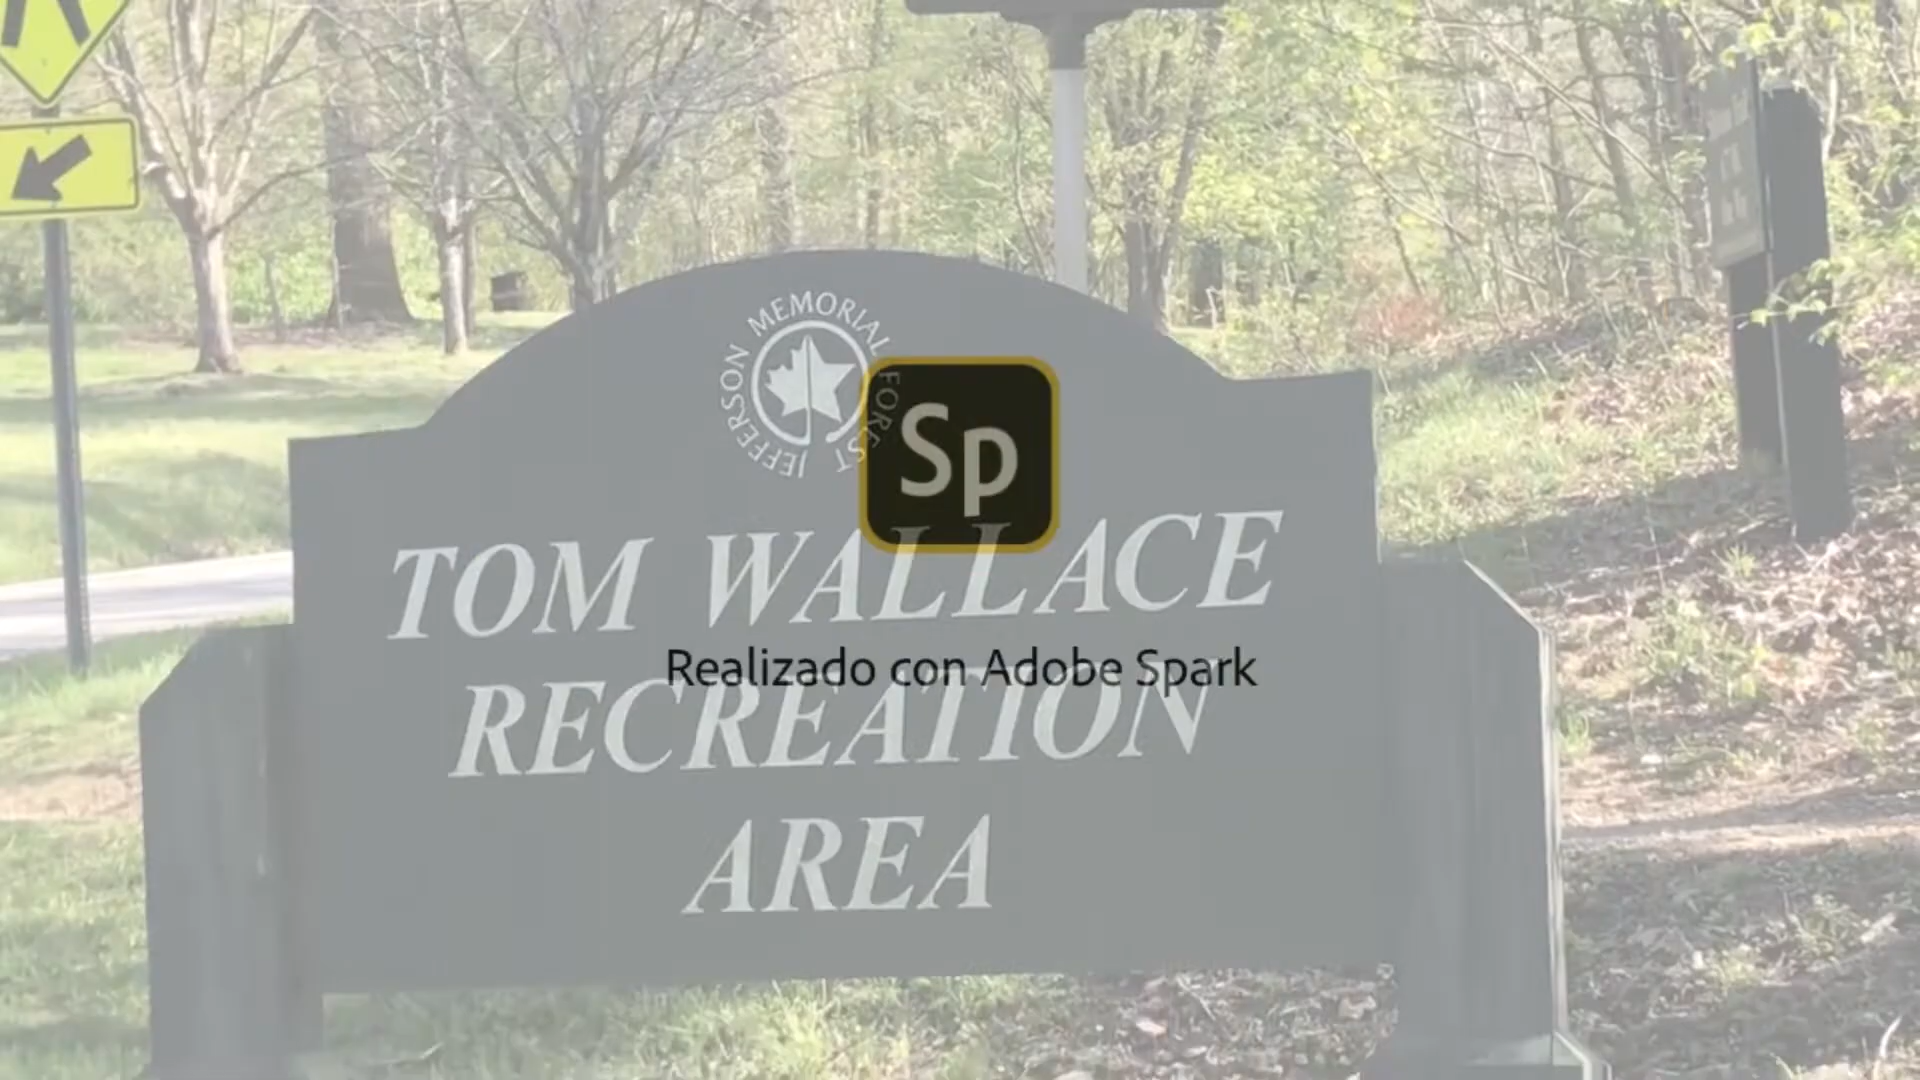 JEFFERSON MEMORIAL FOREST
Sp
TOM WALLACE
Realizado con Adobe Spark
RECREATION
AREA